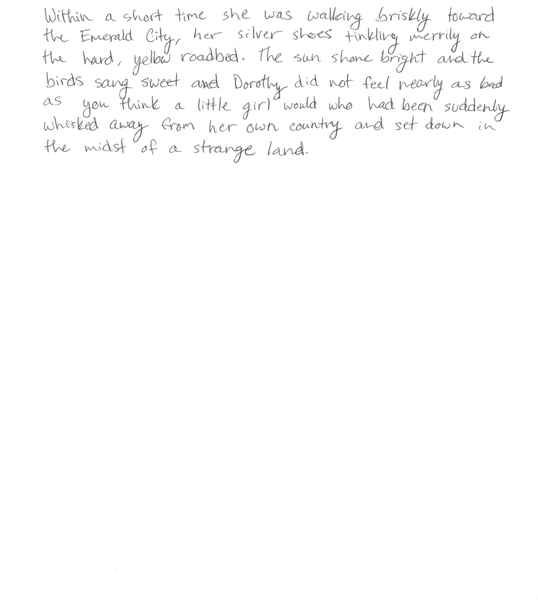 Within a short time she was walking briskly toward
the Emerald City, her silver shoes tinkling merrily on
the hard, yellow roadbed. The sun shone bright and the
birds sang sweet and Dorothy did not feel nearly as bad
as you think a little girl would who had been suddenly
whisked away from her own country and set down in
the midst of a strange land.